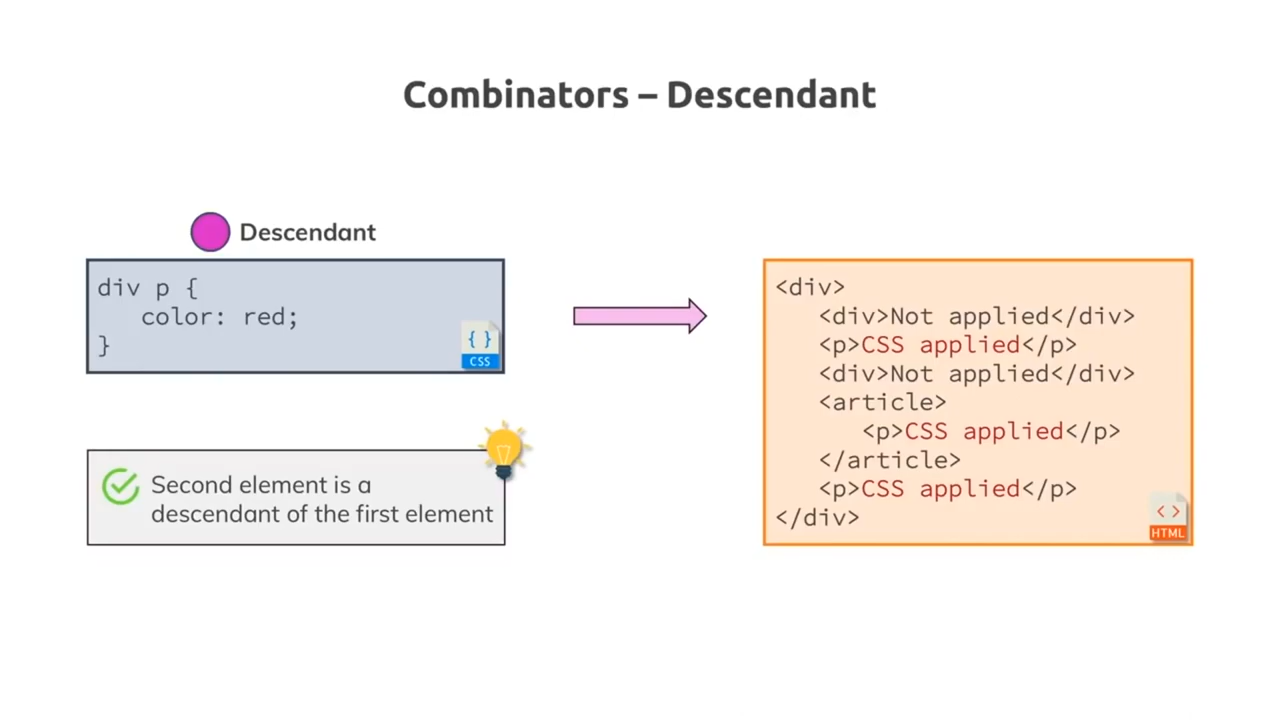 Combinators – Descendant
Descendant
div p {
color: red;
}
{ }
CSS
Second element is a
descendant of the first element
<div>
<div>Not applied</div>
<p>CSS applied</p>
<div>Not applied</div>
<article>
<p>CSS applied</p>
</article>
<p>CSS applied</p>
</div>
< >
HTML